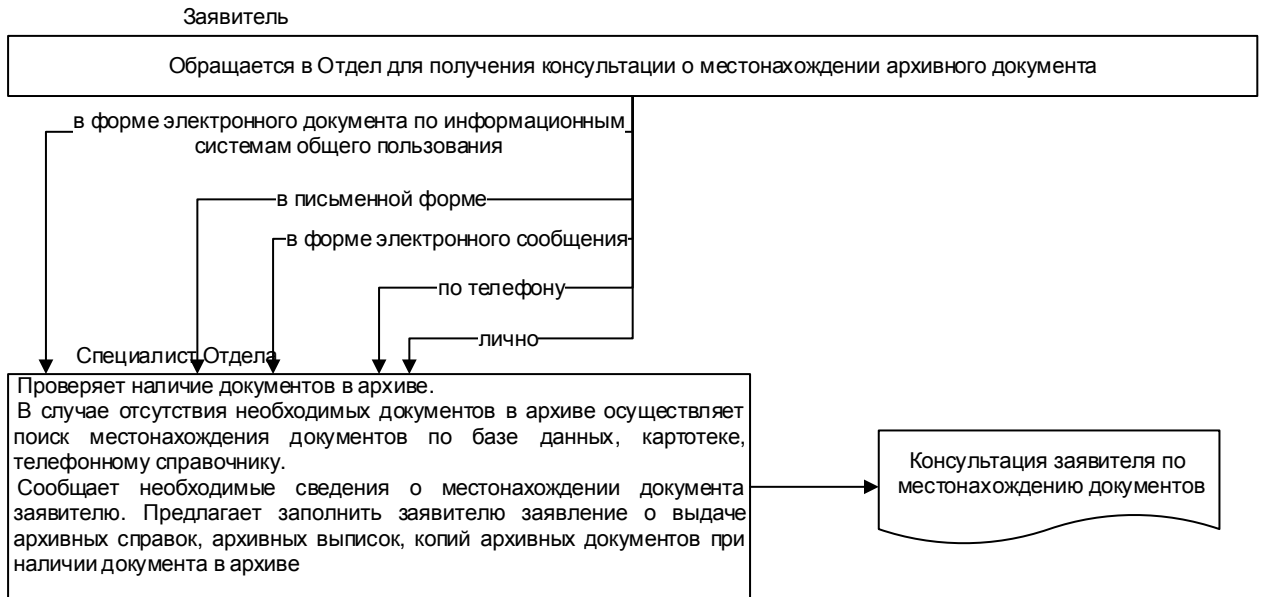 Заявитель
Обращается в Отдел для получения консультации о местонахождении архивного документа
в форме электронного документа по информационным
системам общего пользования
в письменной форме
в форме электронного сообщения
по телефону
лично
Специалист Отдела
Проверяет наличие документов в архиве.
В случае отсутствия необходимых документов в архиве осуществляет
поиск местонахождения документов по базе данных, картотеке,
телефонному справочнику.
Сообщает необходимые сведения о местонахождении документа
заявителю. Предлагает заполнить заявителю заявление о выдаче
архивных справок, архивных выписок, копий архивных документов при
наличии документа в архиве
Консультация заявителя по
местонахождению документов